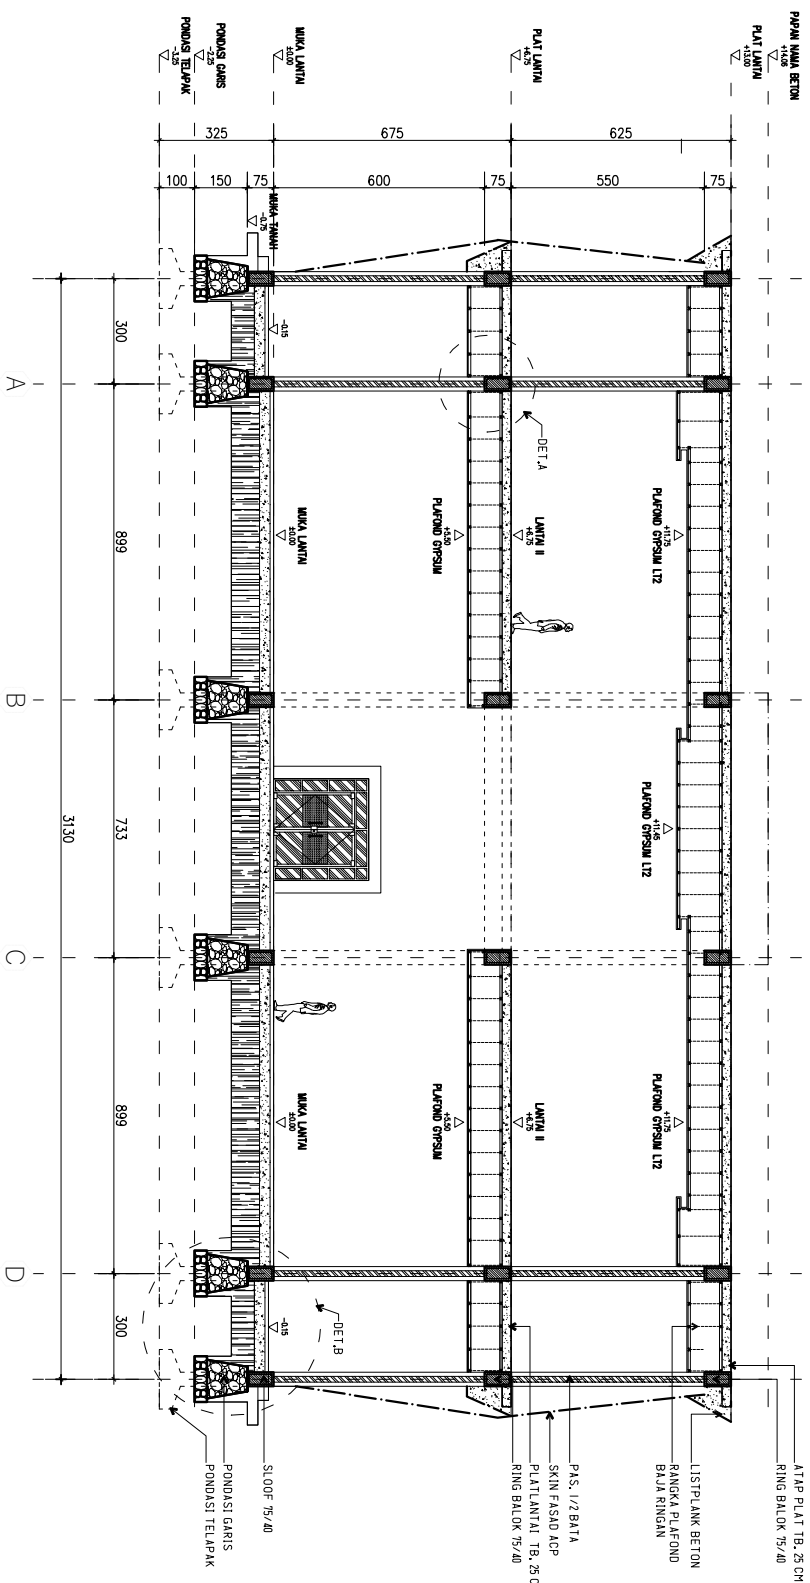 PAPAN NAMA BETON
+14.06
PLAT LANTAI
+13.00
PLAT LANTAI
+6.75
MUKA LANTAI
±0.00
PONDASI GARIS
-2.25
PONDASI TELAPAK
-3.25
625
675
325
75
550
75
600
75
150
100
MUKA TANAH
-0.75
-0.15
DET.A
PLAFOND GYPSUM LT2
+11.75
LANTAI II
+6.75
PLAFOND GYPSUM
+5.50
MUKA LANTAI
±0.00
PLAFOND GYPSUM LT2
+11.45
PLAFOND GYPSUM LT2
+11.75
LANTAI II
+6.75
PLAFOND GYPSUM
+5.50
MUKA LANTAI
±0.00
-0.15
DET.B
300
899
733
899
300
3130
A
B
C
D
ATAP PLAT TB. 25 CM
RING BALOK 75/40
LISTPLANK BETON
RANGKA PLAFOND
BAJA RINGAN
PAS. 1/2 BATA
SKIN FASAD ACP
PLATLANTAI TB. 25 C
RING BALOK 75/40
SLOOF 75/40
PONDASI GARIS
PONDASI TELAPAK